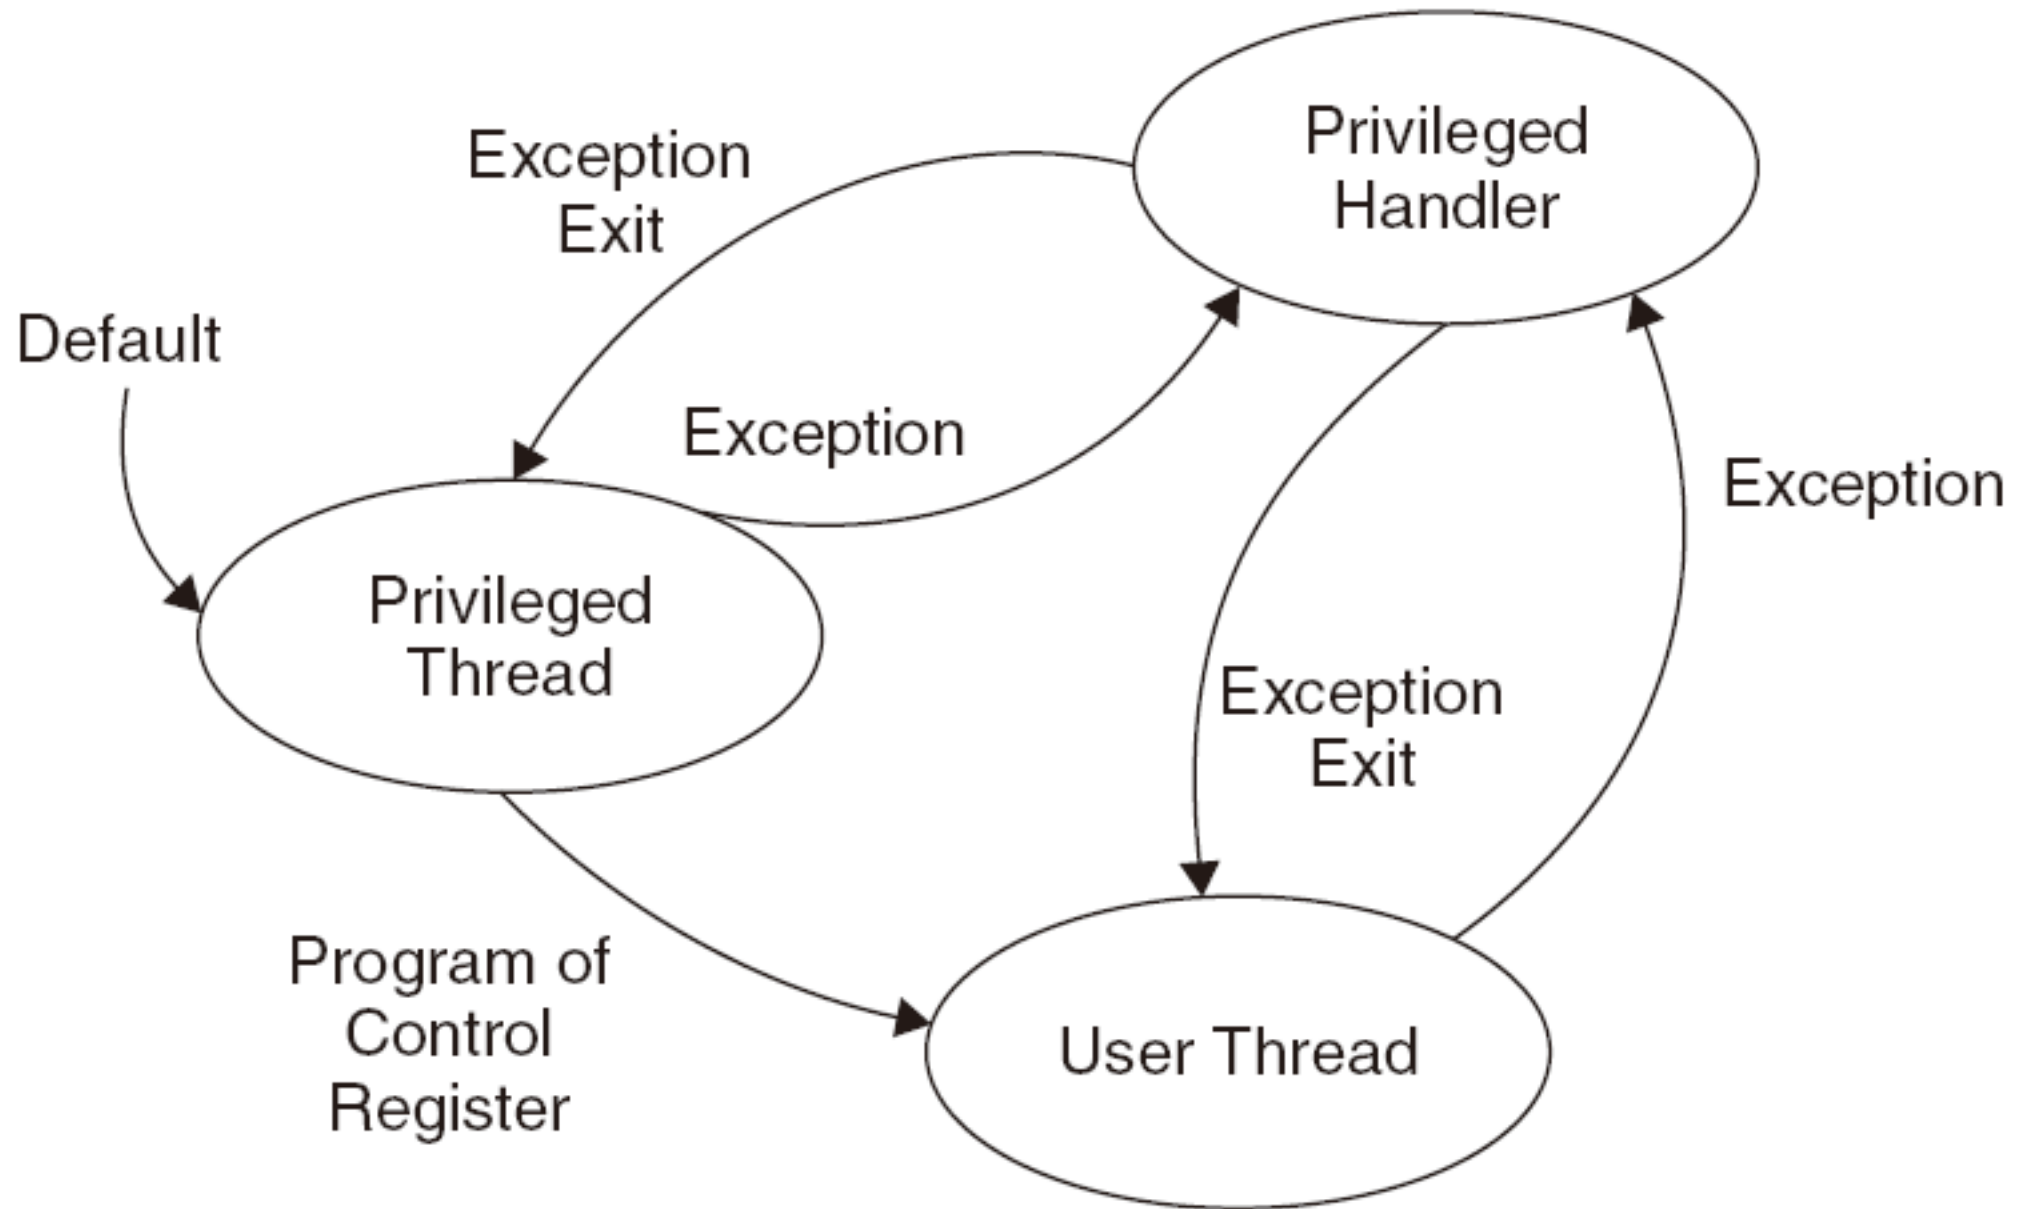 Privileged
Handler
Exception
Exit
Default
Exception
Exception
Privileged
Thread
Exception
Exit
Program of
Control
Register
User Thread